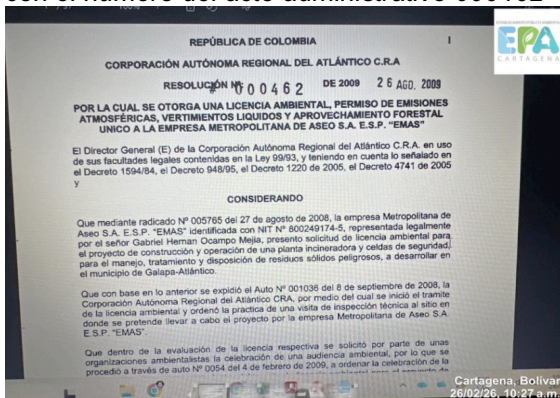 con el número del acto administrativo 000462
REPÚBLICA DE COLOMBIA
CORPORACIÓN AUTÓNOMA REGIONAL DEL ATLÁNTICO C.R.A
RESOLUCIÓN Nº 000462 DE 2009 26 AGO. 2009
POR LA CUAL SE OTORGA UNA LICENCIA AMBIENTAL, PERMISO DE EMISIONES
ATMOSFÉRICAS, VERTIMIENTOS LIQUIDOS Y APROVECHAMIENTO FORESTAL
UNICO A LA EMPRESA METROPOLITANA DE ASEO S.A. E.S.P. "EMAS"
El Director General (E) de la Corporación Autónoma Regional del Atlántico C.R.A. en uso
de sus facultades legales contenidas en la Ley 99/93, y teniendo en cuenta lo señalado en
el Decreto 1594/84, el Decreto 948/95, el Decreto 1220 de 2005, el Decreto 4741 de 2005
y
CONSIDERANDO
Que mediante radicado Nº 005765 del 27 de agosto de 2008, la empresa Metropolitana de
Aseo S.A. E.S.P. "EMAS" identificada con NIT Nº 800249174-5, representada legalmente
por el señor Gabriel Hernan Ocampo Mejia, presento solicitud de licencia ambiental para
el proyecto de construcción y operación de una planta incineradora y celdas de seguridad,
para el manejo, tratamiento y disposición de residuos sólidos peligrosos, a desarrollar en
el municipio de Galapa-Atlántico.
Que con base en lo anterior se expidió el Auto Nº 001036 del 8 de septiembre de 2008, la
Corporación Autónoma Regional del Atlántico CRA, por medio del cual se inició el tramite
de la licencia ambiental y ordenó la practica de una visita de inspección técnica al sitio en
donde se pretende llevar a cabo el proyecto por la empresa Metropolitana de Aseo S.A.
E.S.P. "EMAS".
Que dentro de la evaluación de la licencia respectiva se solicitó por parte de unas
organizaciones ambientalistas la celebración de una audiencia ambiental, por lo que se
procedió a través de auto Nº 0054 del 4 de febrero de 2009, a ordenar la celebración de la
EPA
CARTAGENA
Cartagena, Bolívar
26/02/26, 10:27 a.m.